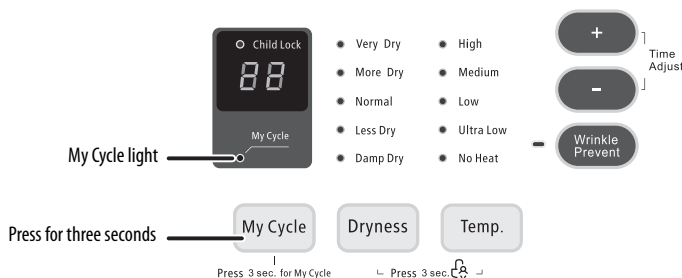 Child Lock
88
My Cycle
My Cycle light
Very Dry
More Dry
Normal
Less Dry
Damp Dry
High
Medium
Low
Ultra Low
No Heat
+
-
Time
Adjust
Wrinkle
Prevent
Press for three seconds
My Cycle
Dryness
Temp.
Press 3 sec. for My Cycle
Press 3 sec.